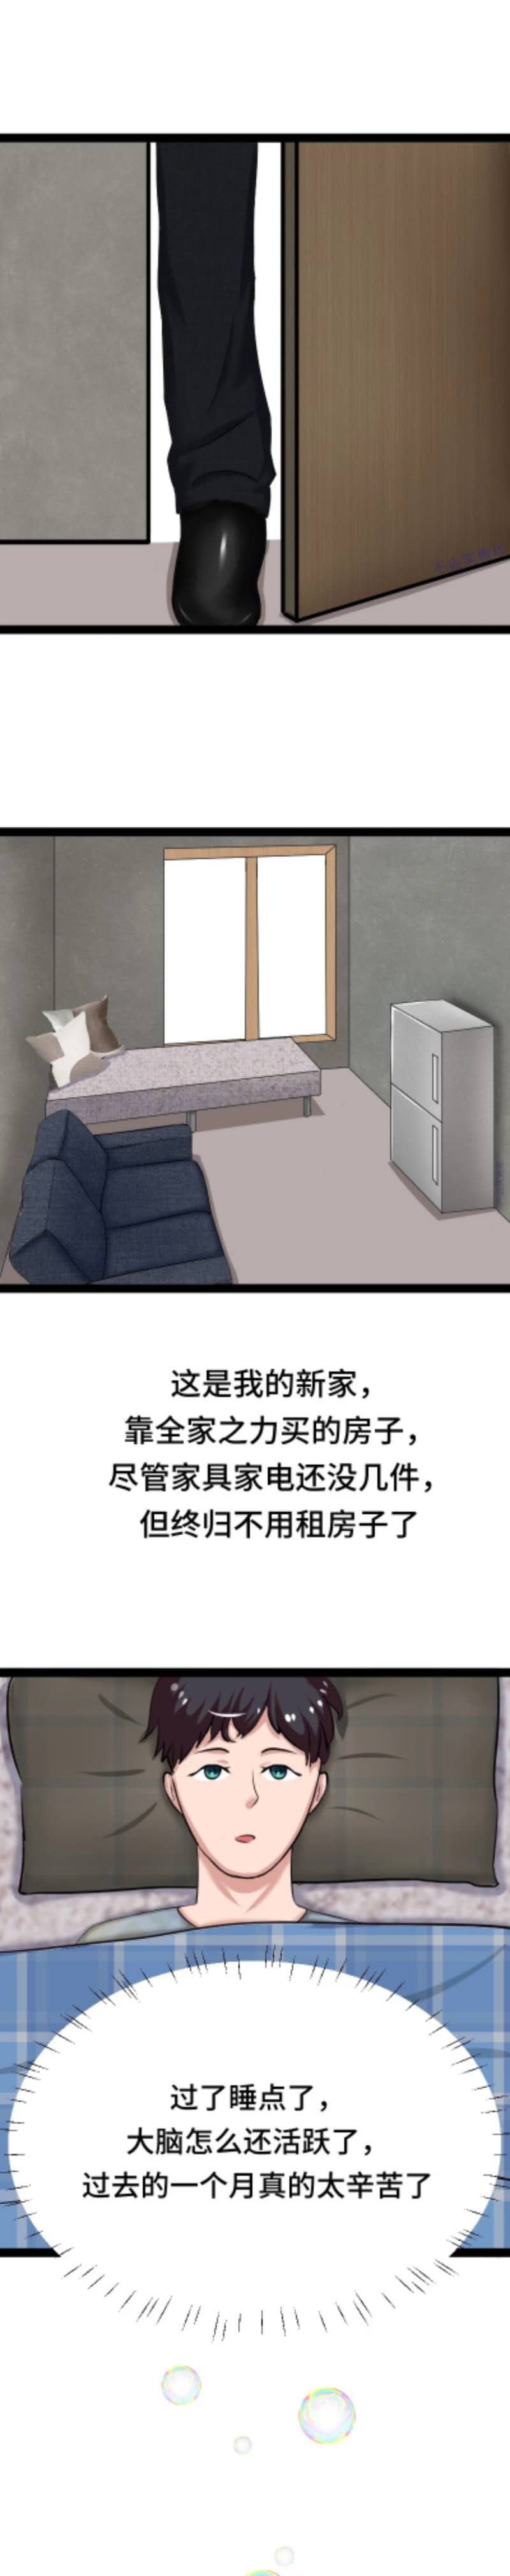 这是我的新家，
靠全家之力买的房子，
尽管家具家电还没几件，
但终归不用租房子了
过了睡点了，
大脑怎么还活跃了，
过去的一个月真的太辛苦了